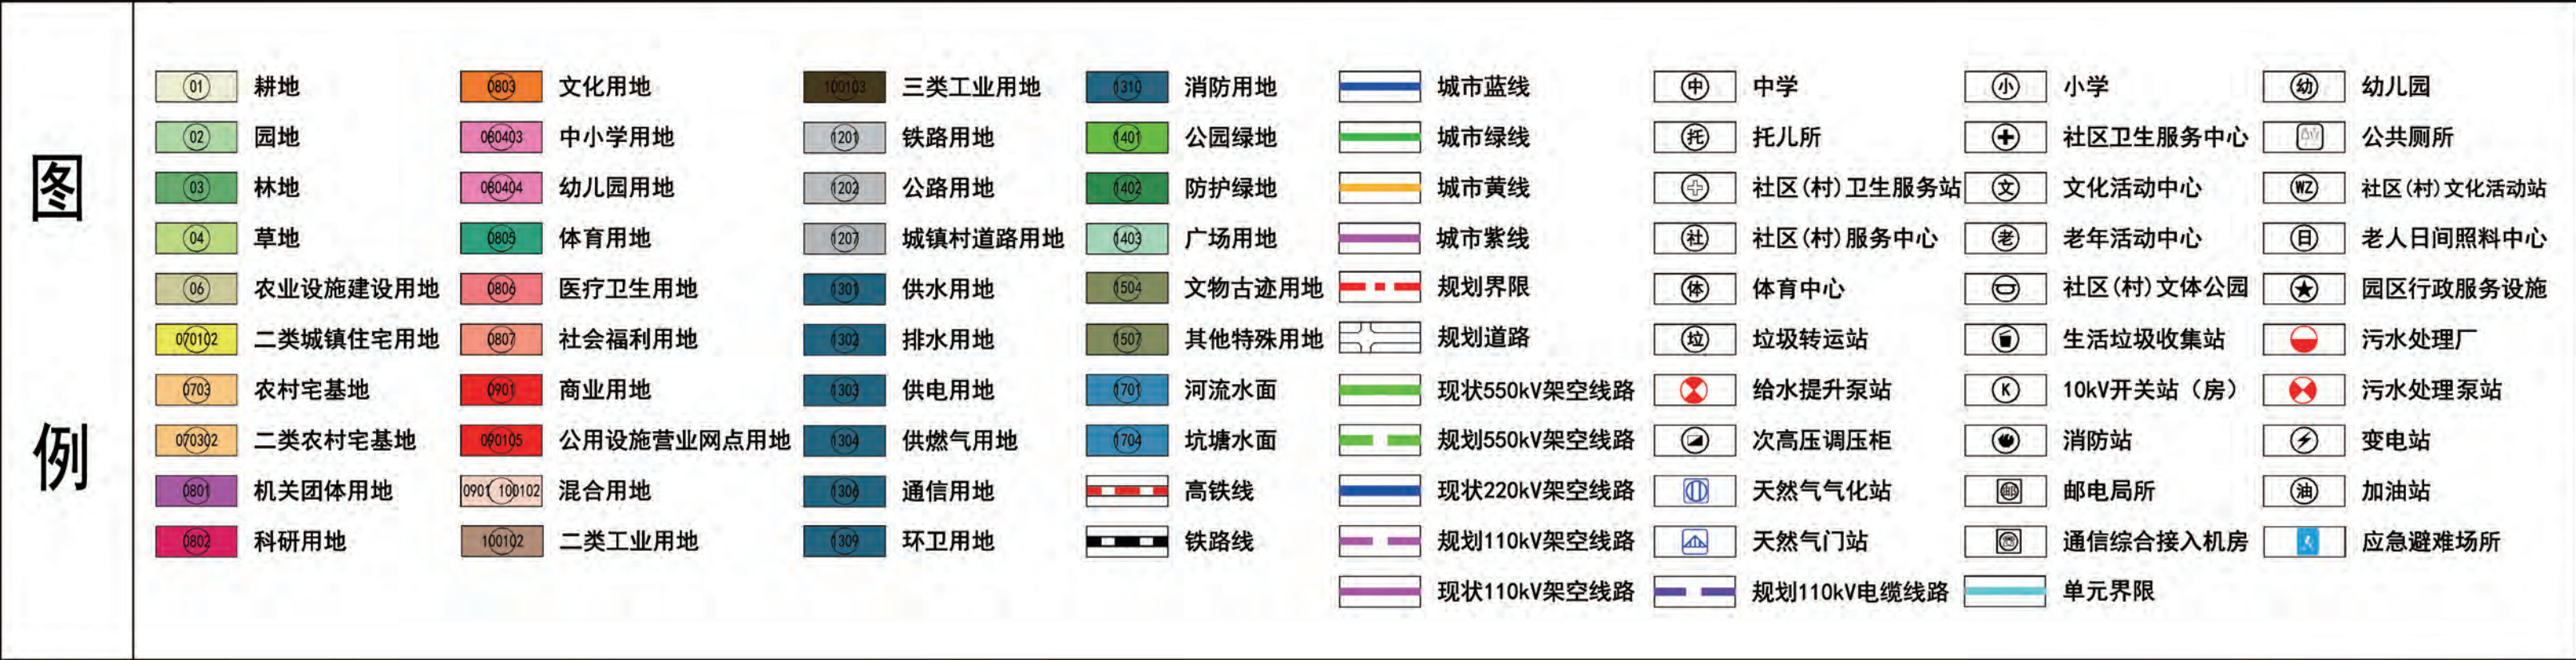 图例
01 耕地
02 园地
03 林地
04 草地
06 农业设施建设用地
070102 二类城镇住宅用地
0703 农村宅基地
070302 二类农村宅基地
0801 机关团体用地
0802 科研用地
0803 文化用地
080403 中小学用地
080404 幼儿园用地
0805 体育用地
0806 医疗卫生用地
0807 社会福利用地
0901 商业用地
090105 公用设施营业网点用地
0901 100102 混合用地
100102 二类工业用地
100103 三类工业用地
1201 铁路用地
1202 公路用地
1207 城镇村道路用地
1301 供水用地
1302 排水用地
1303 供电用地
1304 供燃气用地
1306 通信用地
1309 环卫用地
1310 消防用地
1401 公园绿地
1402 防护绿地
1403 广场用地
1504 文物古迹用地
1507 其他特殊用地
1701 河流水面
1704 坑塘水面
高铁线
铁路线
城市蓝线
城市绿线
城市黄线
城市紫线
规划界限
规划道路
现状550kV架空线路
规划550kV架空线路
现状220kV架空线路
规划110kV架空线路
现状110kV架空线路
中 中学
托 托儿所
社区(村)卫生服务站
社 社区(村)服务中心
体 体育中心
垃 垃圾转运站
给水提升泵站
次高压调压柜
天然气气化站
天然气门站
规划110kV电缆线路
小 小学
社区卫生服务中心
文 文化活动中心
老 老年活动中心
社区(村)文体公园
生活垃圾收集站
K 10kV开关站（房）
消防站
邮 邮电局所
通信综合接入机房
单元界限
幼 幼儿园
公共厕所
WZ 社区(村)文化活动站
日 老人日间照料中心
园区行政服务设施
污水处理厂
污水处理泵站
变电站
油 加油站
应急避难场所